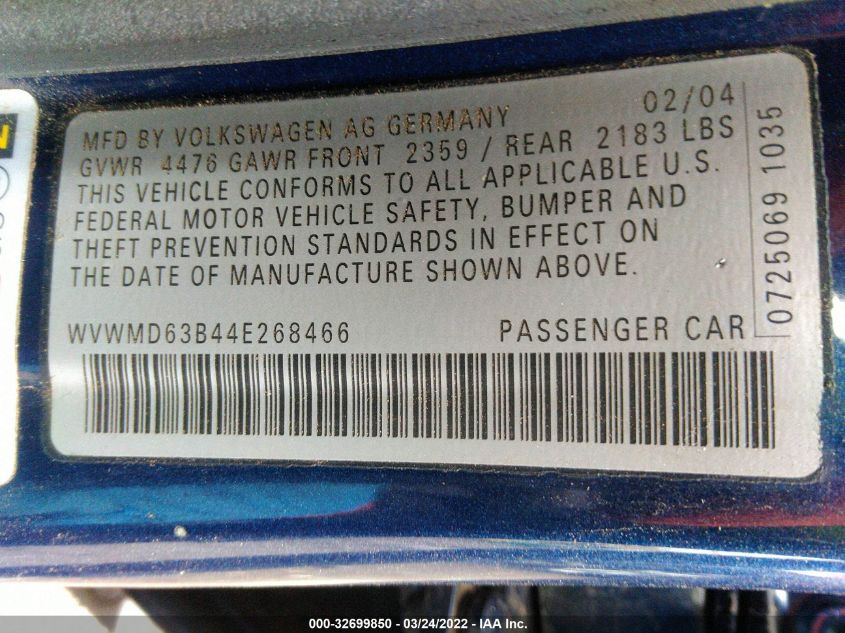 MFD BY VOLKSWAGEN AG GERMANY 02/04
GVWR 4476 GAWR FRONT 2359 / REAR 2183 LBS
THIS VEHICLE CONFORMS TO ALL APPLICABLE U.S.
FEDERAL MOTOR VEHICLE SAFETY, BUMPER AND
THEFT PREVENTION STANDARDS IN EFFECT ON
THE DATE OF MANUFACTURE SHOWN ABOVE.
WVWMD63B44E268466 PASSENGER CAR
0725069 1035
000-32699850 - 03/24/2022 - IAA Inc.